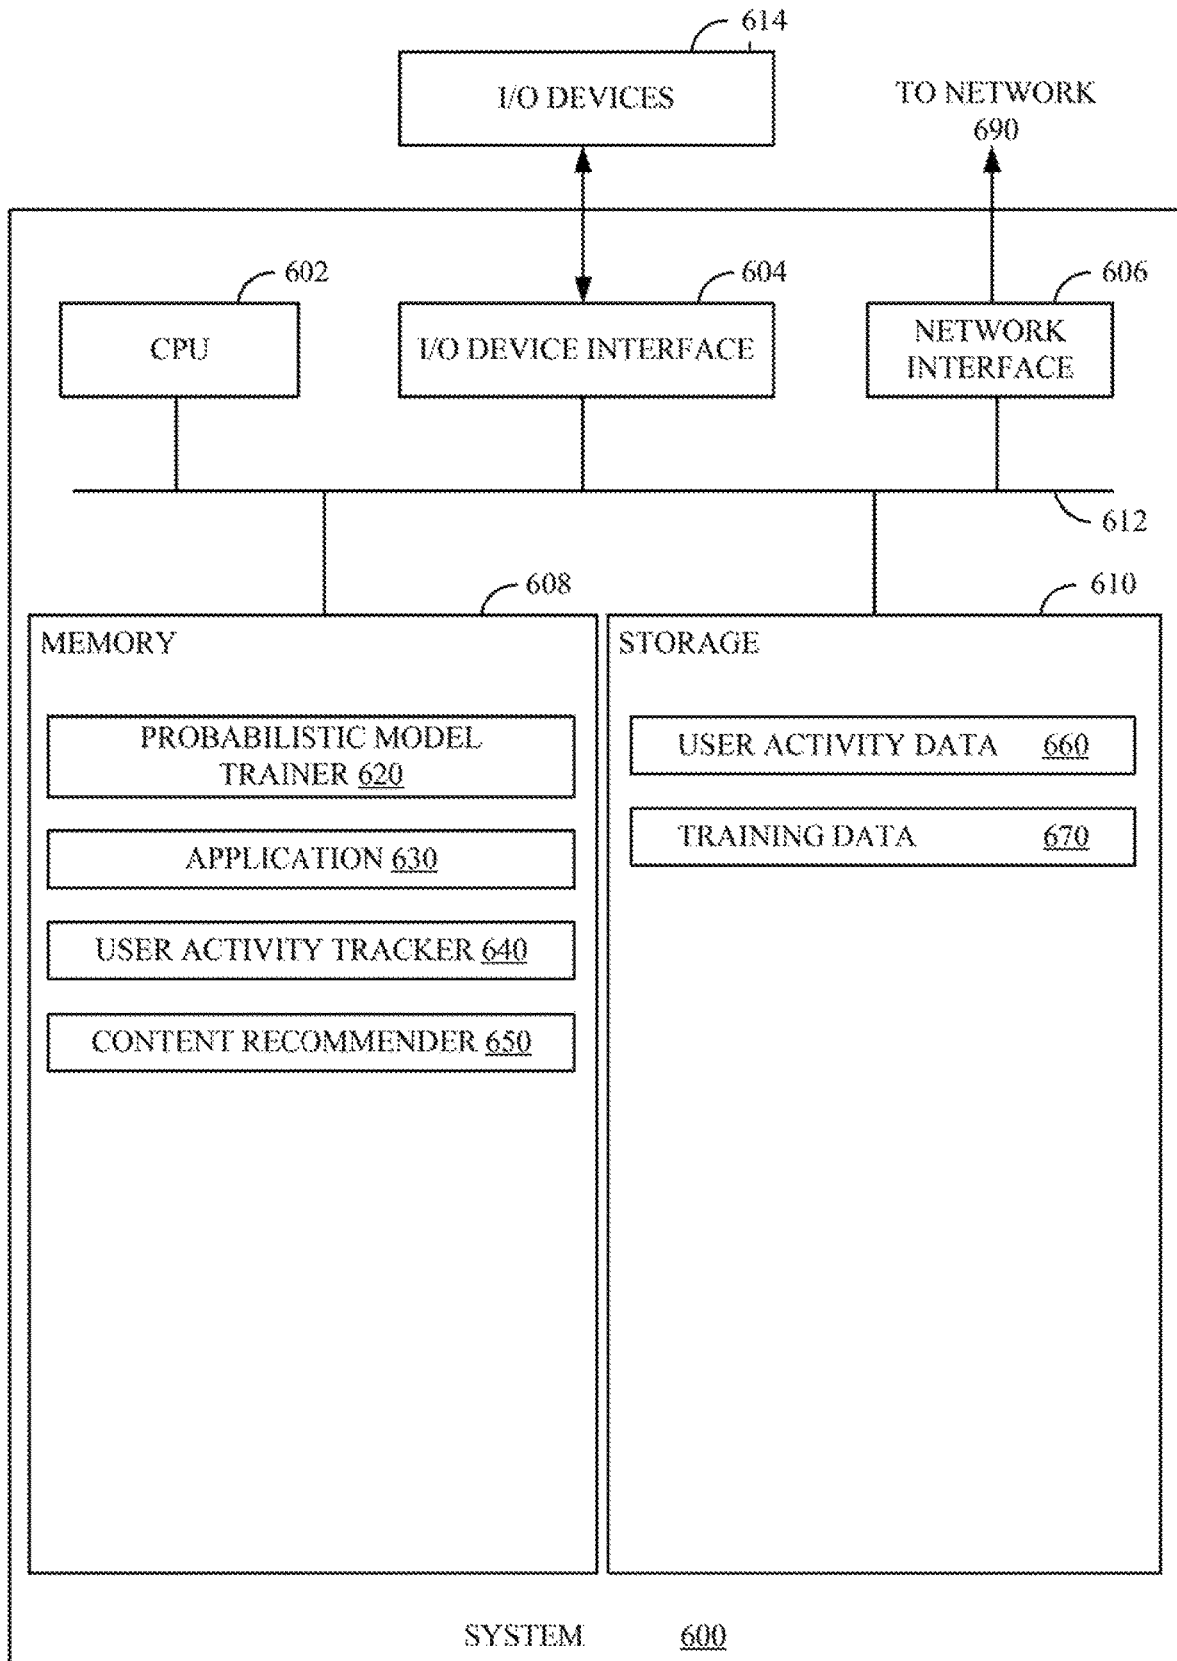 614
I/O DEVICES
TO NETWORK
690
602
604
606
CPU
I/O DEVICE INTERFACE
NETWORK
INTERFACE
612
608
610
MEMORY
STORAGE
PROBABILISTIC MODEL
TRAINER 620
APPLICATION 630
USER ACTIVITY TRACKER 640
CONTENT RECOMMENDER 650
USER ACTIVITY DATA 660
TRAINING DATA 670
SYSTEM 600